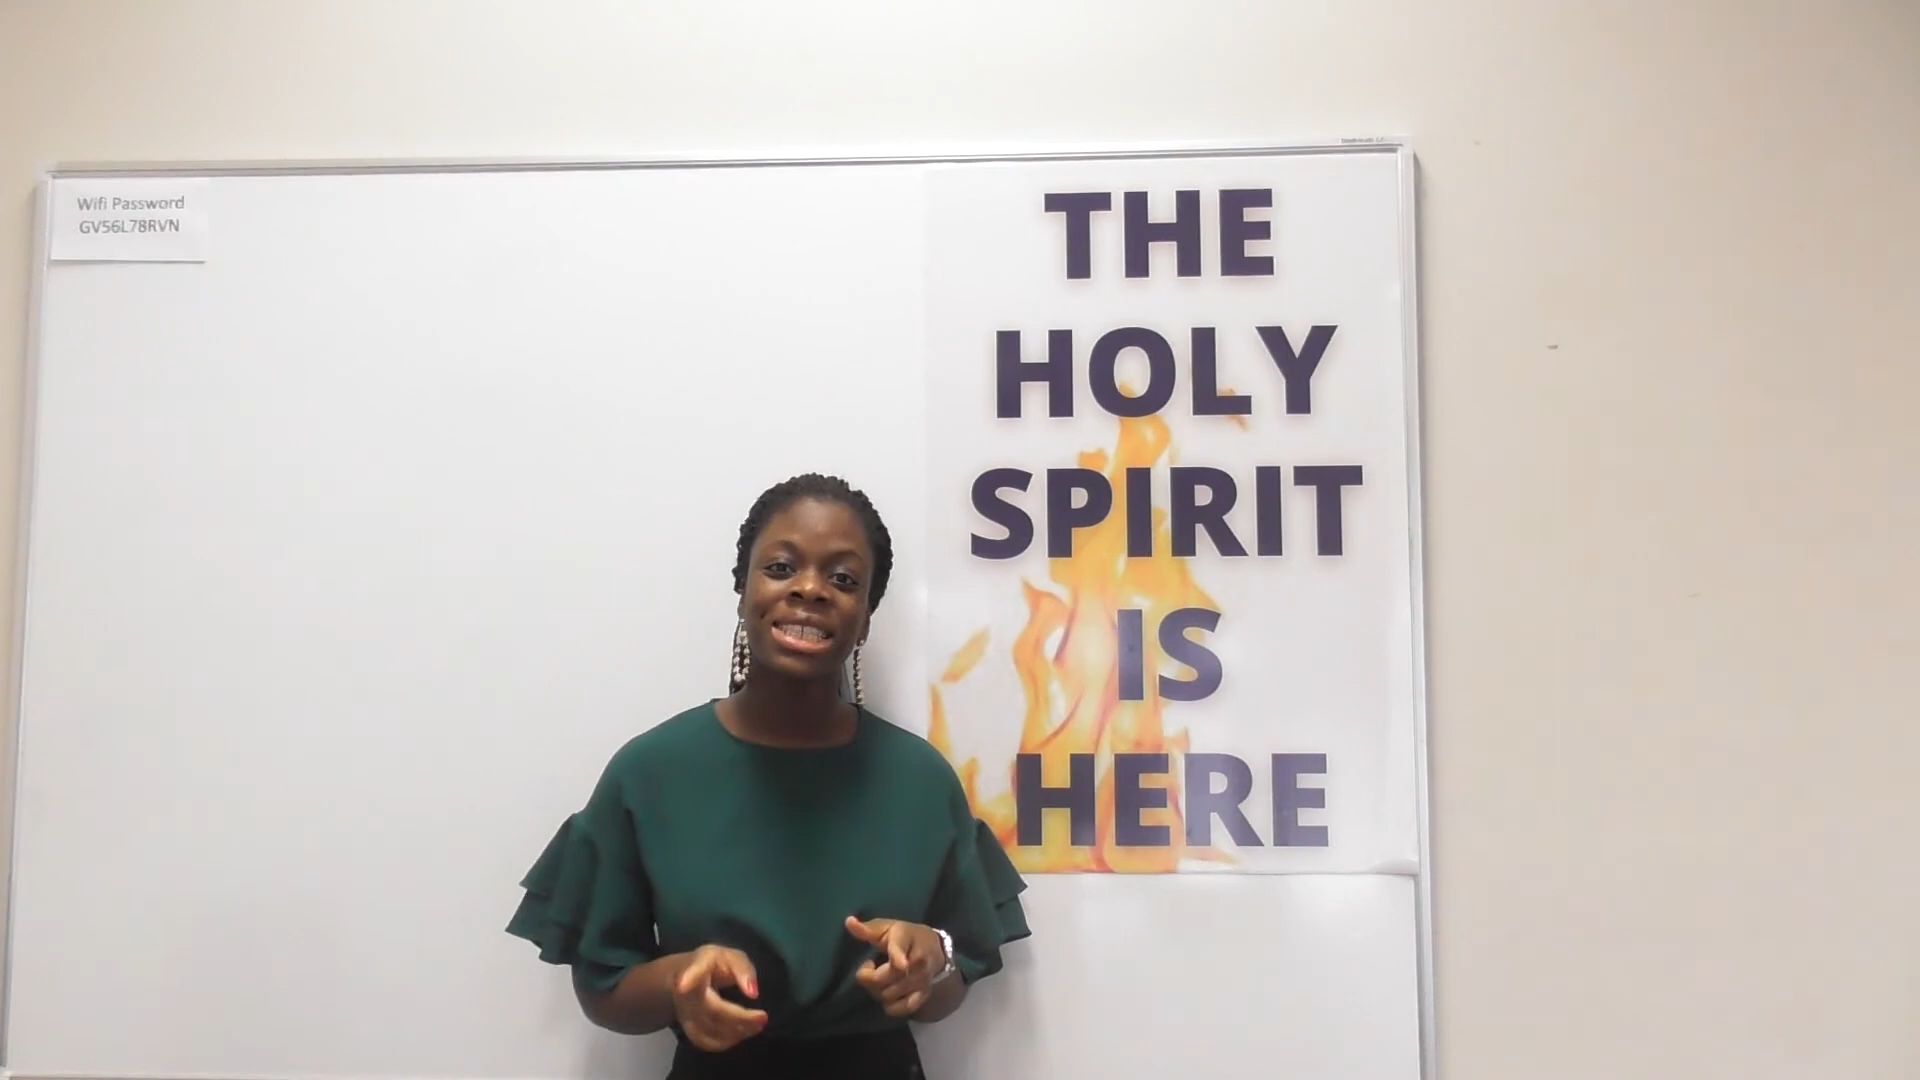 Wifi Password
GV56L78RVN
THE
HOLY
SPIRIT
IS
HERE